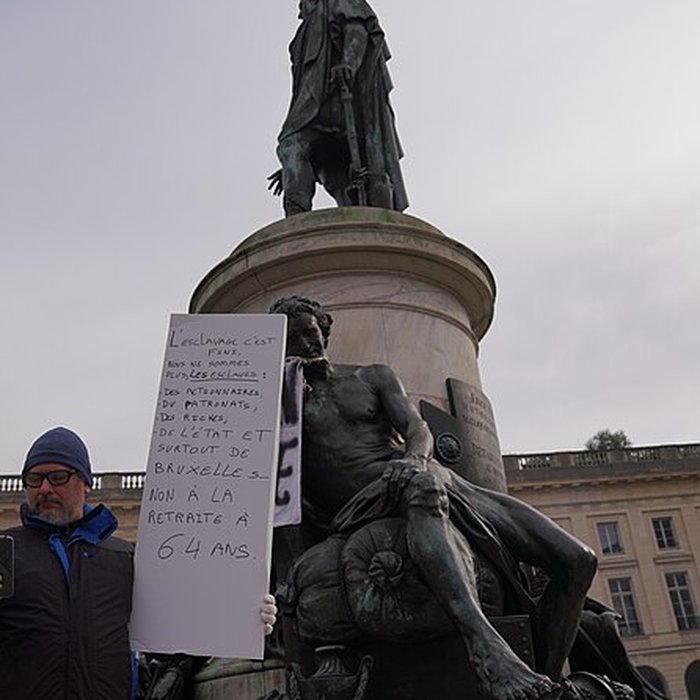 L'ESCLAVAGE C'EST
FINI,
NOUS NE SOMMES
PLUS, LES ESCLAVES :
- DES ACTIONNAIRES,
- DU PATRONATS,
- DES RICHES,
- DE L'ÉTAT ET
SURTOUT DE
BRUXELLES
NON À LA
RETRAITE À
64 ANS.